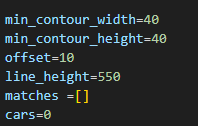 min_contour_width=40
min_contour_height=40
offset=10
line_height=550
matches =[]
cars=0